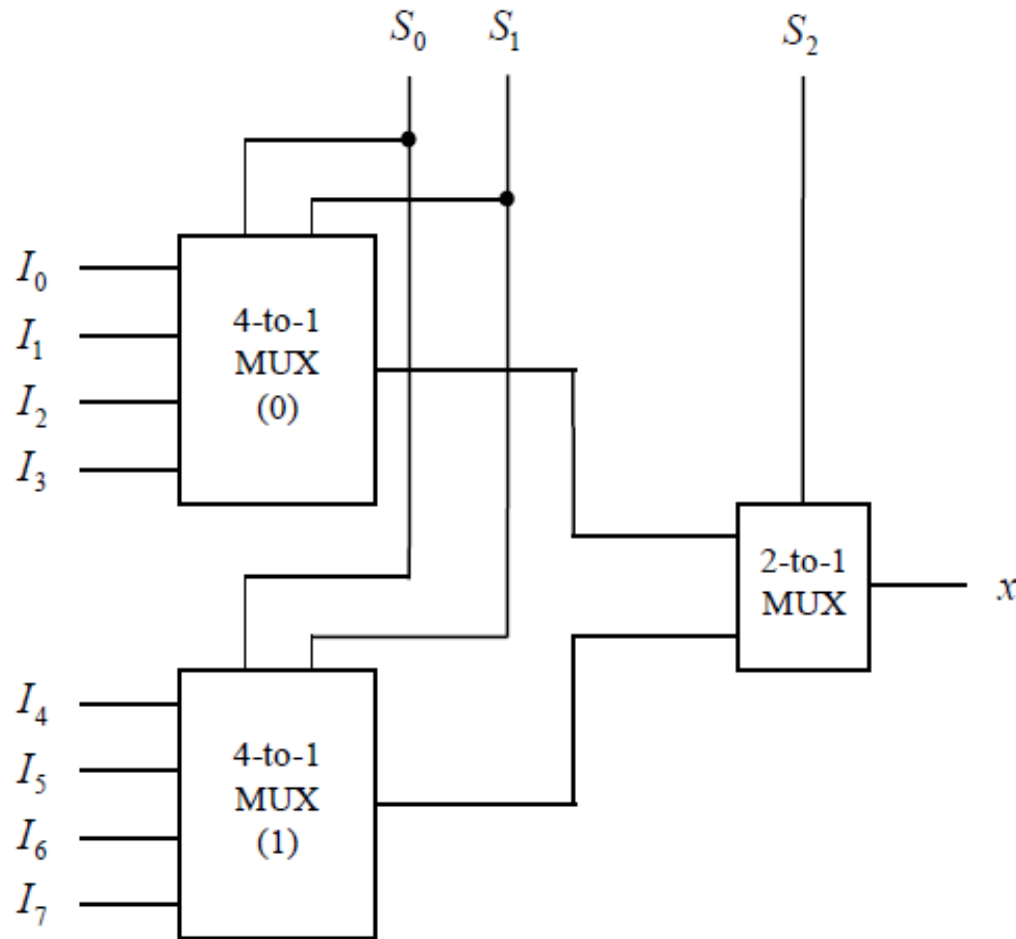 S₀ S₁ S₂
I₀
I₁
I₂
I₃
4-to-1
MUX
(0)
2-to-1
MUX
x
I₄
I₅
I₆
I₇
4-to-1
MUX
(1)